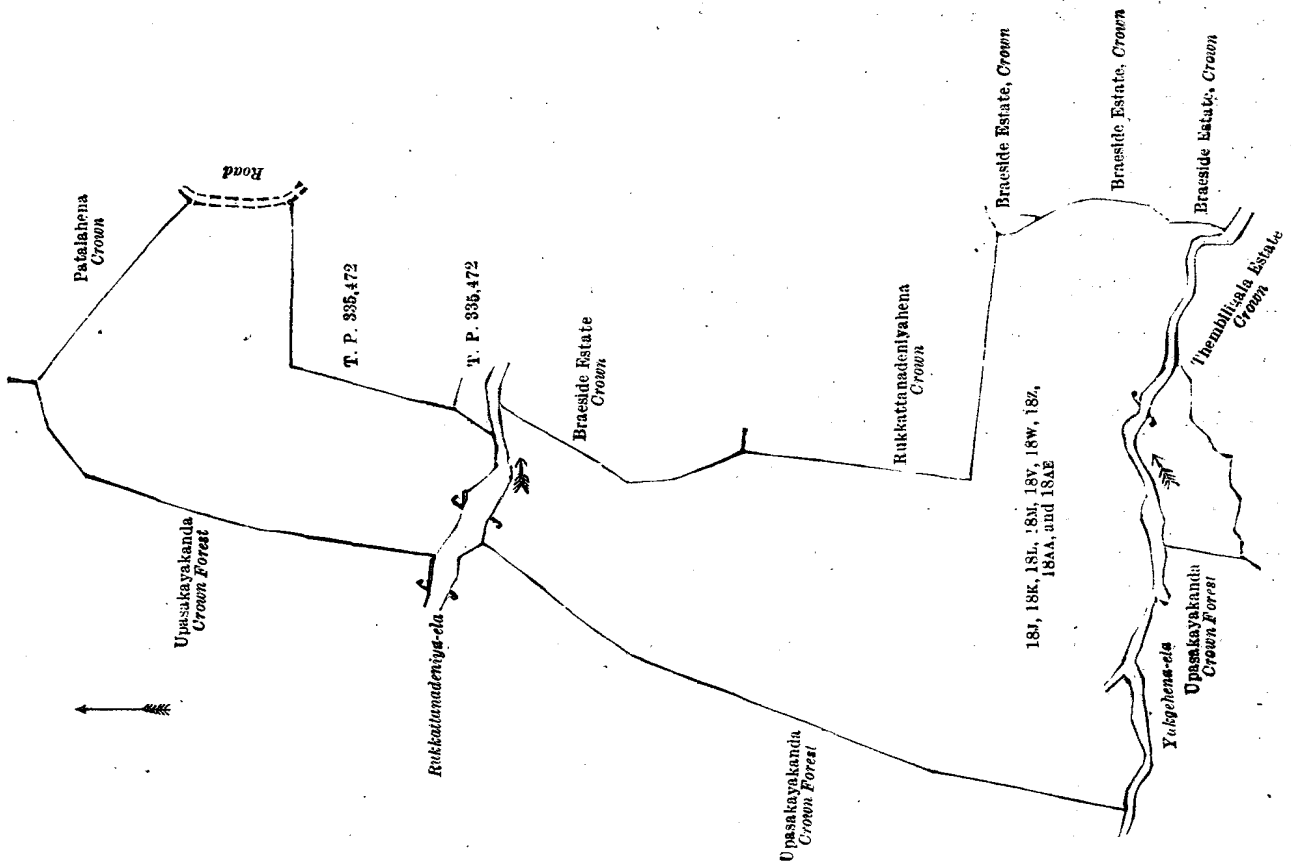 Patalahena
Crown
Road
T. P. 335,472
T. P. 335,472
Upasakayakanda
Crown Forest
Rukkattanadeniya-ela
Braeside Estate
Crown
Rukkattanadeniyahena
Crown
Braeside Estate, Crown
Braeside Estate, Crown
Braeside Estate, Crown
18J, 18K, 18L, 18M, 18V, 18W, 18Z,
18AA, and 18AE
Thembiligala Estate
Crown
Upasakayakanda
Crown Forest
Yakgehena-ela
Upasakayakanda
Crown Forest